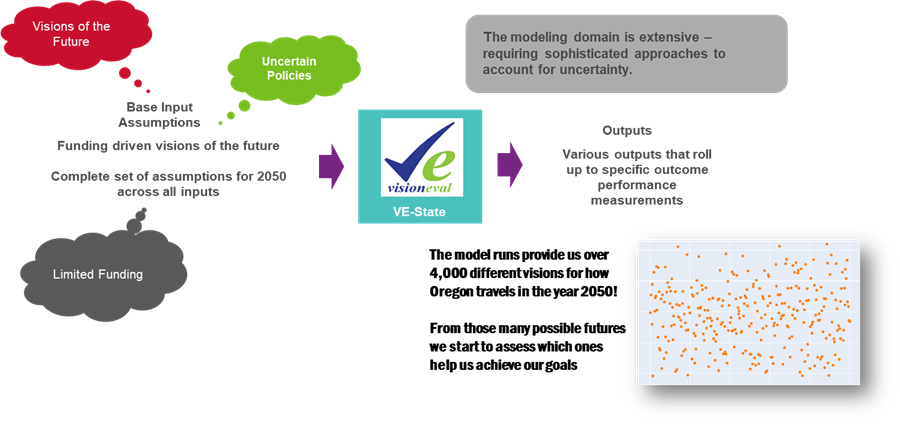 Visions of the
Future
Uncertain
Policies
The modeling domain is extensive –
requiring sophisticated approaches to
account for uncertainty.
Base Input
Assumptions
Funding driven visions of the future
Complete set of assumptions for 2050
across all inputs
Limited Funding
visioneval
VE-State
Outputs
Various outputs that roll
up to specific outcome
performance
measurements
The model runs provide us over
4,000 different visions for how
Oregon travels in the year 2050!
From those many possible futures
we start to assess which ones
help us achieve our goals